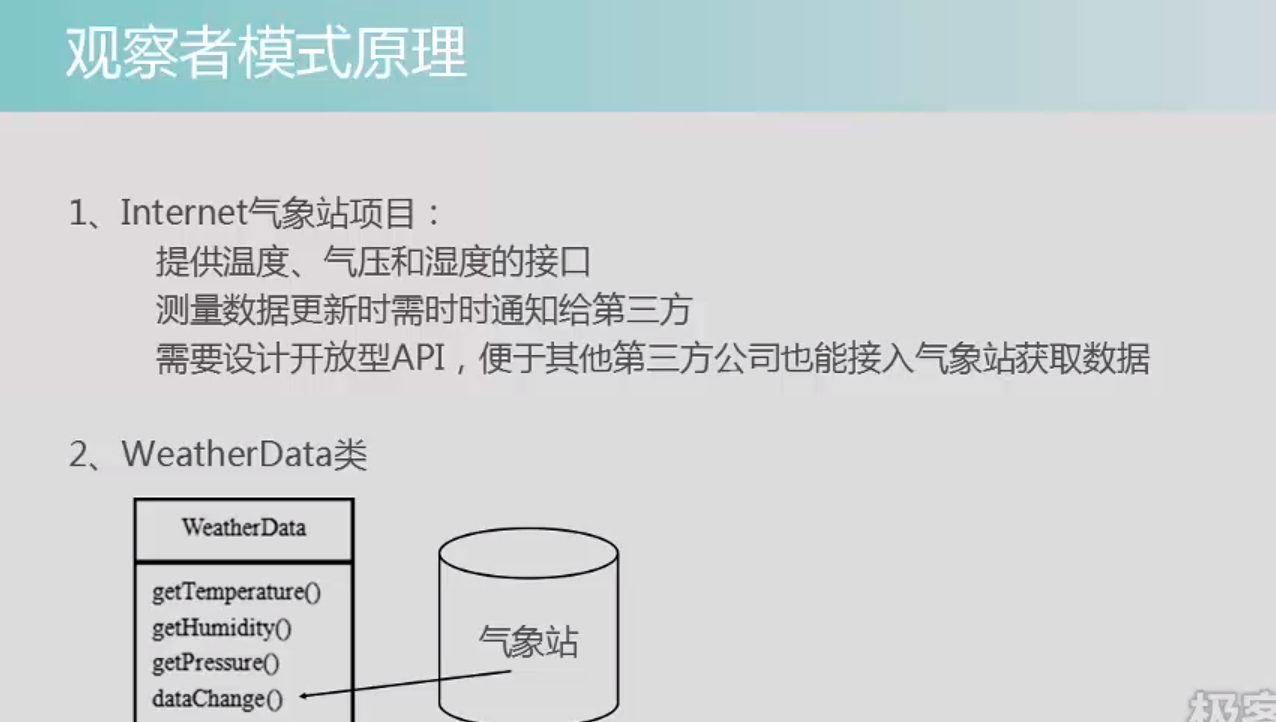 观察者模式原理
1、Internet气象站项目：
提供温度、气压和湿度的接口
测量数据更新时需时时通知给第三方
需要设计开放型API，便于其他第三方公司也能接入气象站获取数据
2、WeatherData类
WeatherData
getTemperature()
getHumidity()
getPressure()
dataChange()
气象站